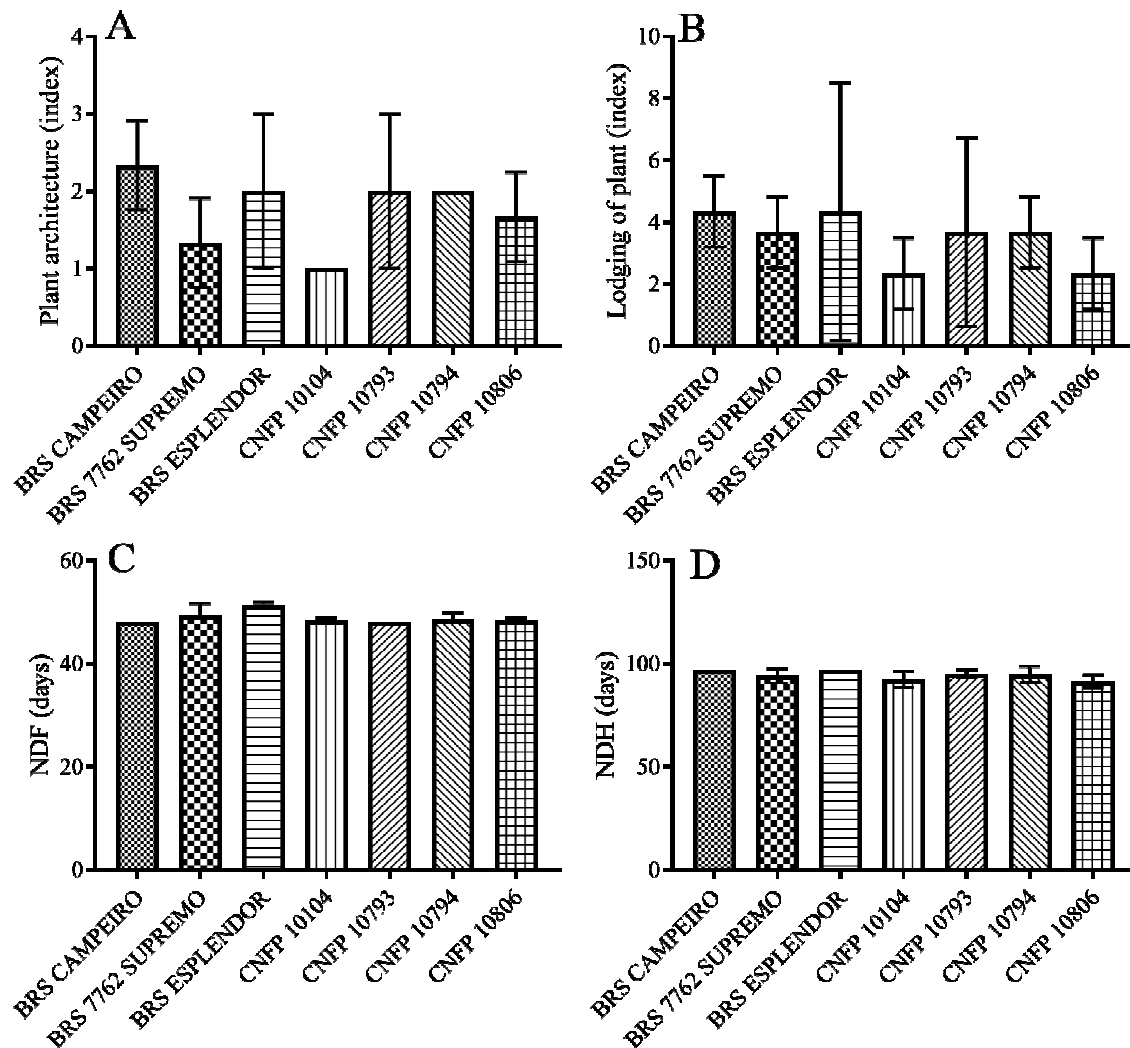 A
Plant architecture (index)
4
3
2
1
0
BRS CAMPEIRO
BRS 7762 SUPREMO
BRS ESPLENDOR
CNFP 10104
CNFP 10793
CNFP 10794
CNFP 10806
B
Lodging of plant (index)
10
8
6
4
2
0
BRS CAMPEIRO
BRS 7762 SUPREMO
BRS ESPLENDOR
CNFP 10104
CNFP 10793
CNFP 10794
CNFP 10806
C
NDF (days)
60
40
20
0
BRS CAMPEIRO
BRS 7762 SUPREMO
BRS ESPLENDOR
CNFP 10104
CNFP 10793
CNFP 10794
CNFP 10806
D
NDH (days)
150
100
50
0
BRS CAMPEIRO
BRS 7762 SUPREMO
BRS ESPLENDOR
CNFP 10104
CNFP 10793
CNFP 10794
CNFP 10806